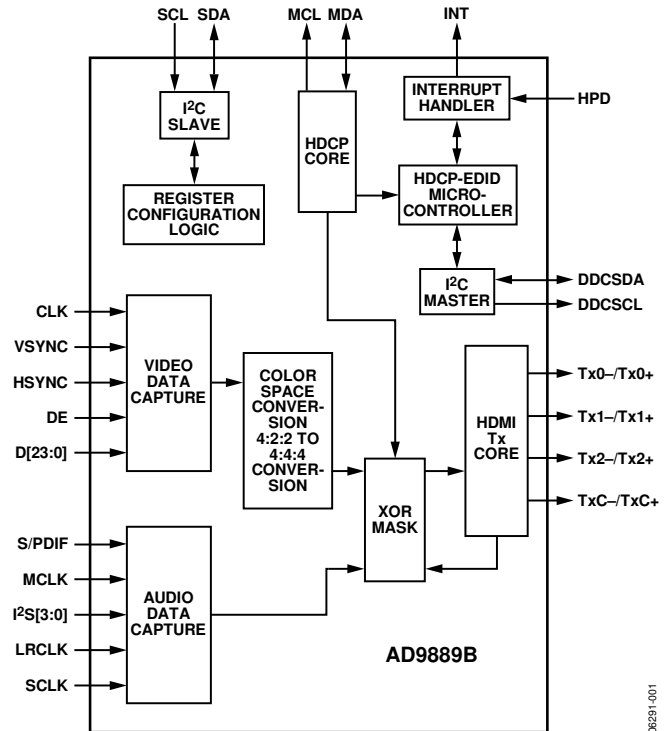 SCL SDA
MCL MDA
INT
I²C
SLAVE
HDCP
CORE
INTERRUPT
HANDLER
HPD
REGISTER
CONFIGURATION
LOGIC
HDCP-EDID
MICRO-
CONTROLLER
I²C
MASTER
DDCSDA
DDCSCL
CLK
VSYNC
HSYNC
DE
D[23:0]
VIDEO
DATA
CAPTURE
COLOR
SPACE
CONVER-
SION
4:2:2 TO
4:4:4
CONVER-
SION
XOR
MASK
HDMI
Tx
CORE
Tx0–/Tx0+
Tx1–/Tx1+
Tx2–/Tx2+
TxC–/TxC+
S/PDIF
MCLK
I²S[3:0]
LRCLK
SCLK
AUDIO
DATA
CAPTURE
AD9889B
06291-001